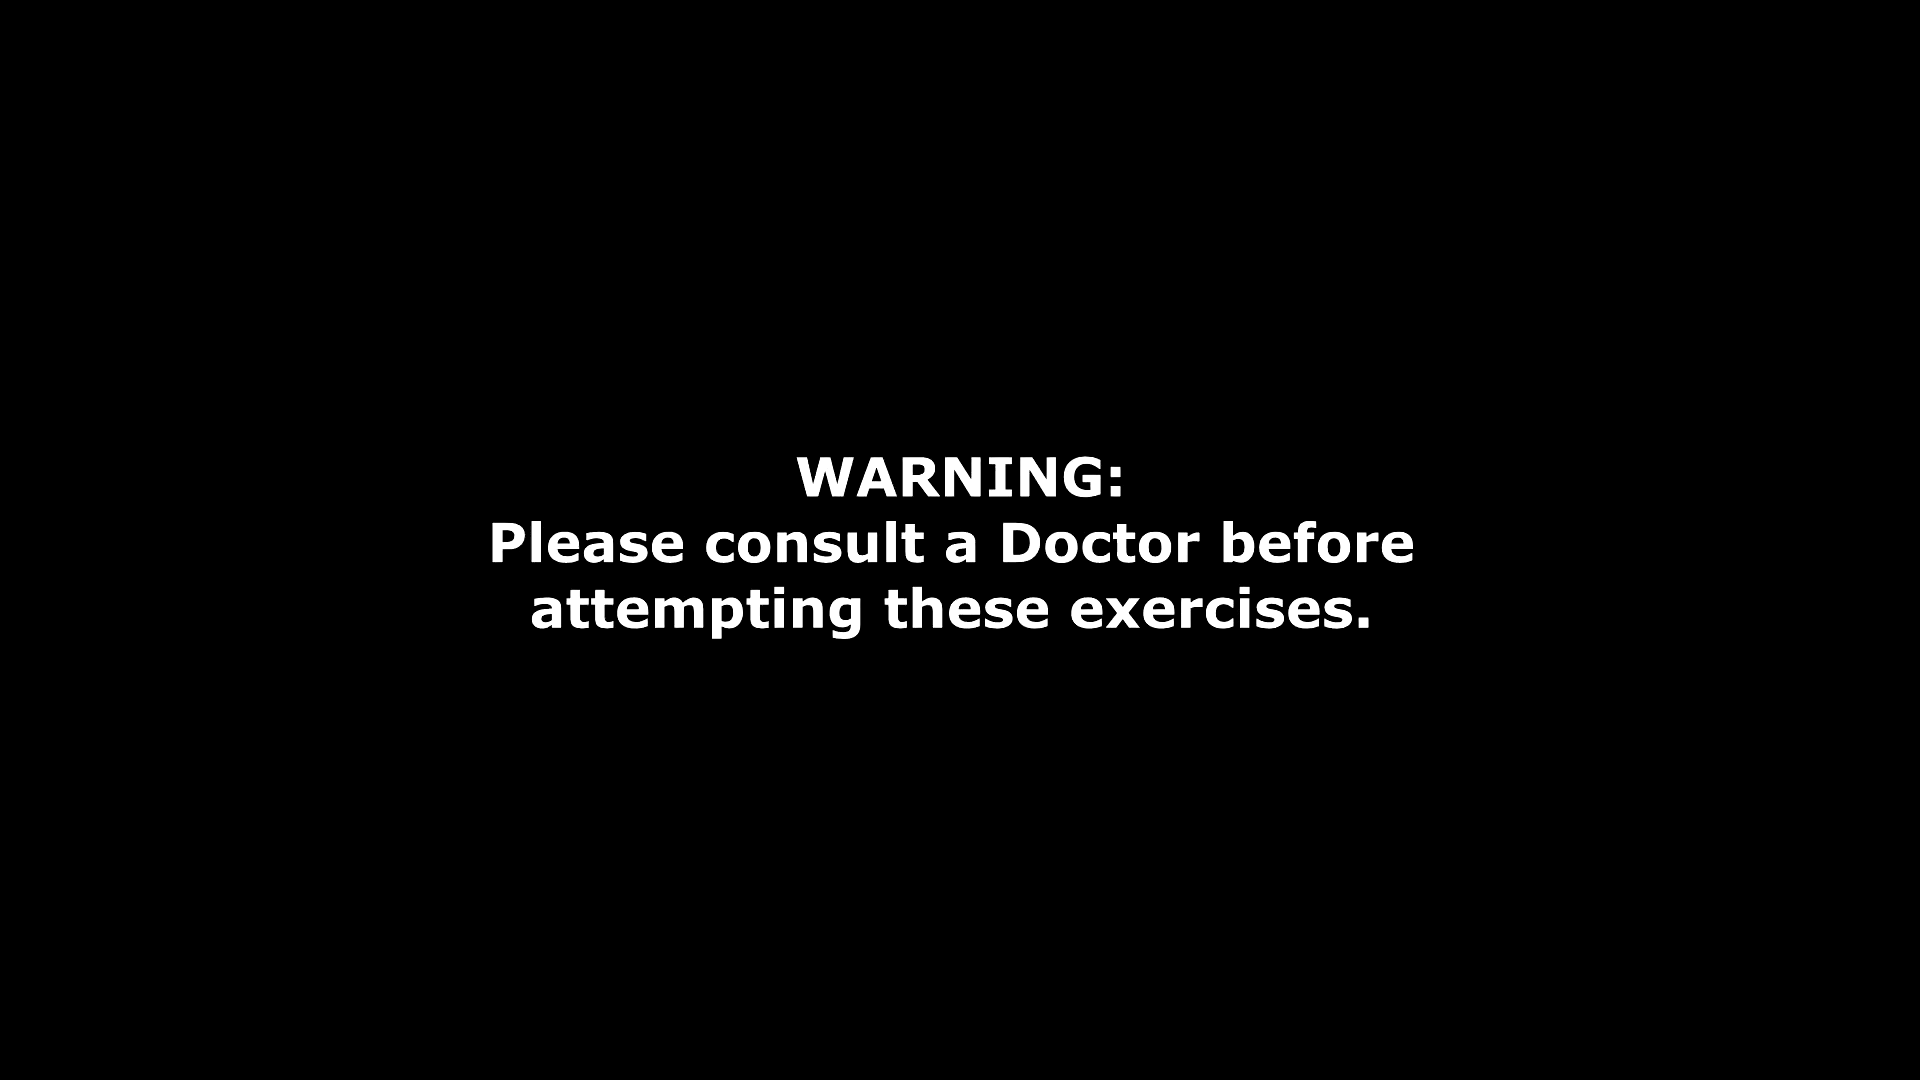 WARNING:
Please consult a Doctor before
attempting these exercises.